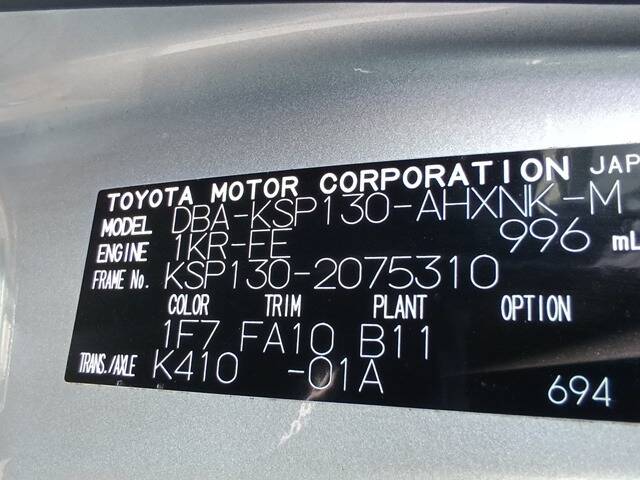 TOYOTA MOTOR CORPORATION JAP
MODEL DBA-KSP130-AHXNK-M
ENGINE 1KR-FE 996 mL
FRAME No. KSP130-2075310
COLOR TRIM PLANT OPTION
1F7 FA10 B11
TRANS./AXLE K410 -01A
694